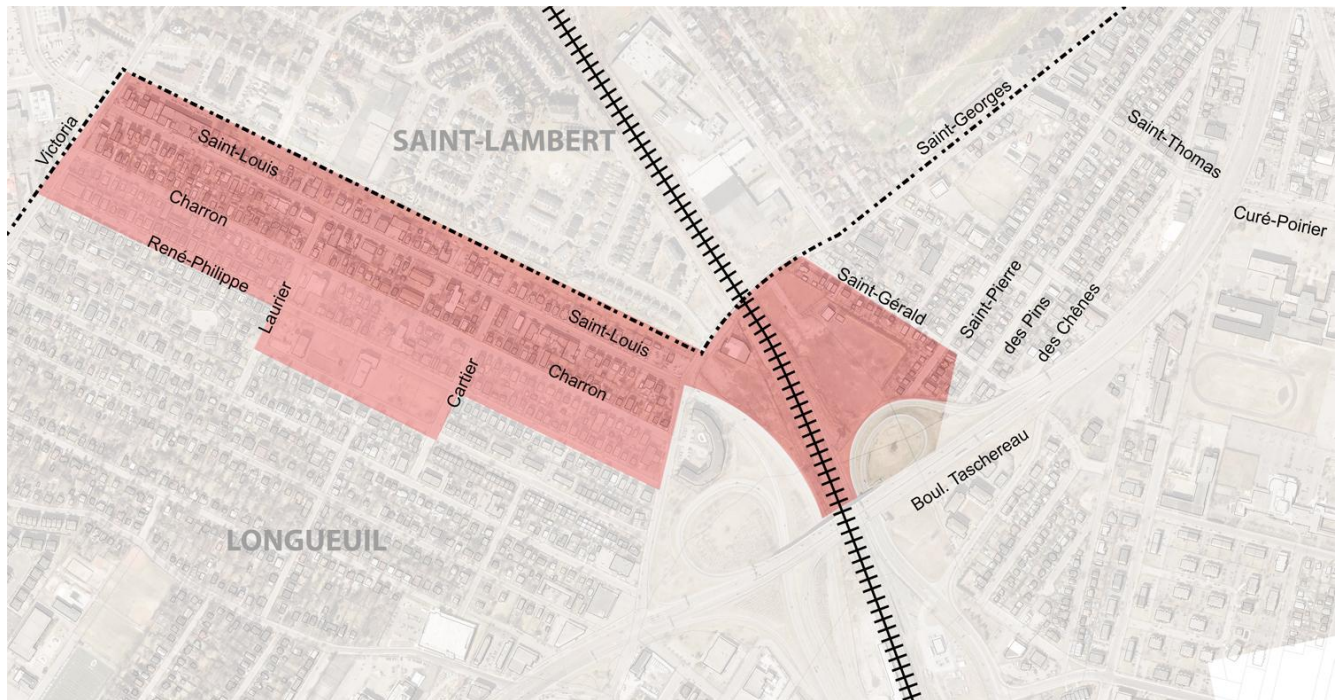 Victoria
Saint-Louis
SAINT-LAMBERT
Saint-Georges
Saint-Thomas
Curé-Poirier
Charron
René-Philippe
Laurier
Saint-Louis
Charron
Cartier
Saint-Gérald
Saint-Pierre
des Pins
des Chênes
Boul. Taschereau
LONGUEUIL